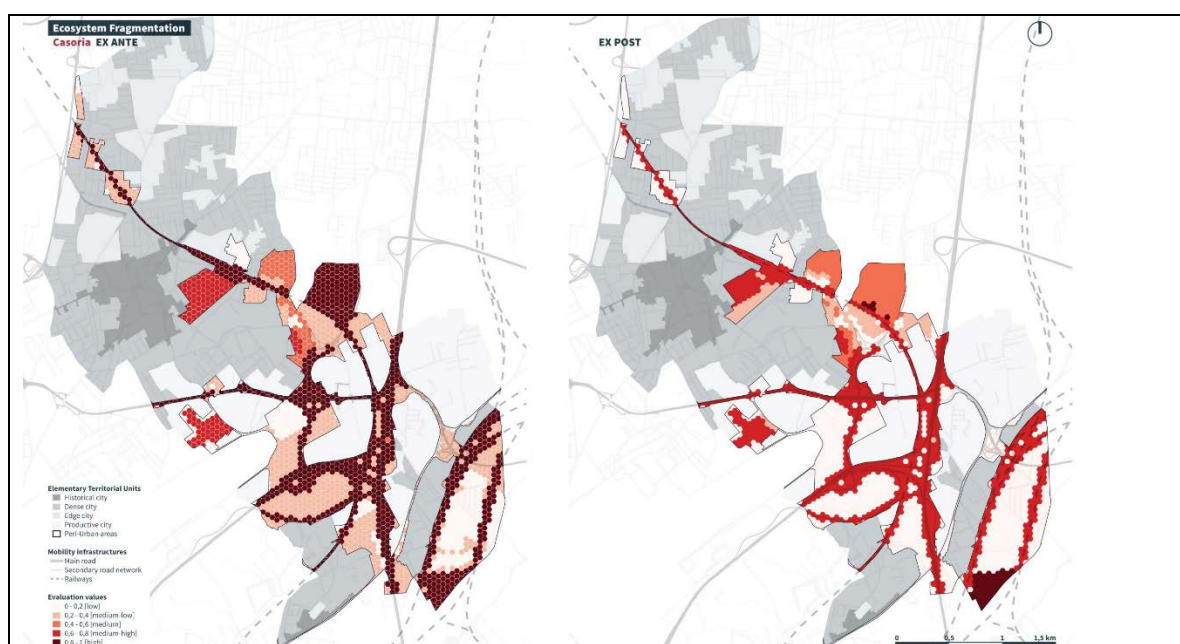 Ecosystem Fragmentation
Casoria EX ANTE
EX POST
Elementary Territorial Units
Historical city
Dense city
Edge city
Productive city
Peri-Urban areas
Mobility infrastructures
Main road
Secondary road network
Railways
Evaluation values
0 - 0,2 [low]
0,2 - 0,4 [medium-low]
0,4 - 0,6 [medium]
0,6 - 0,8 [medium-high]
0,8 - 1 [high]
0 0,5 1 1,5 km